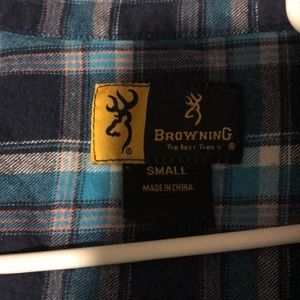 BROWNING
The Best There Is
SMALL
MADE IN CHINA